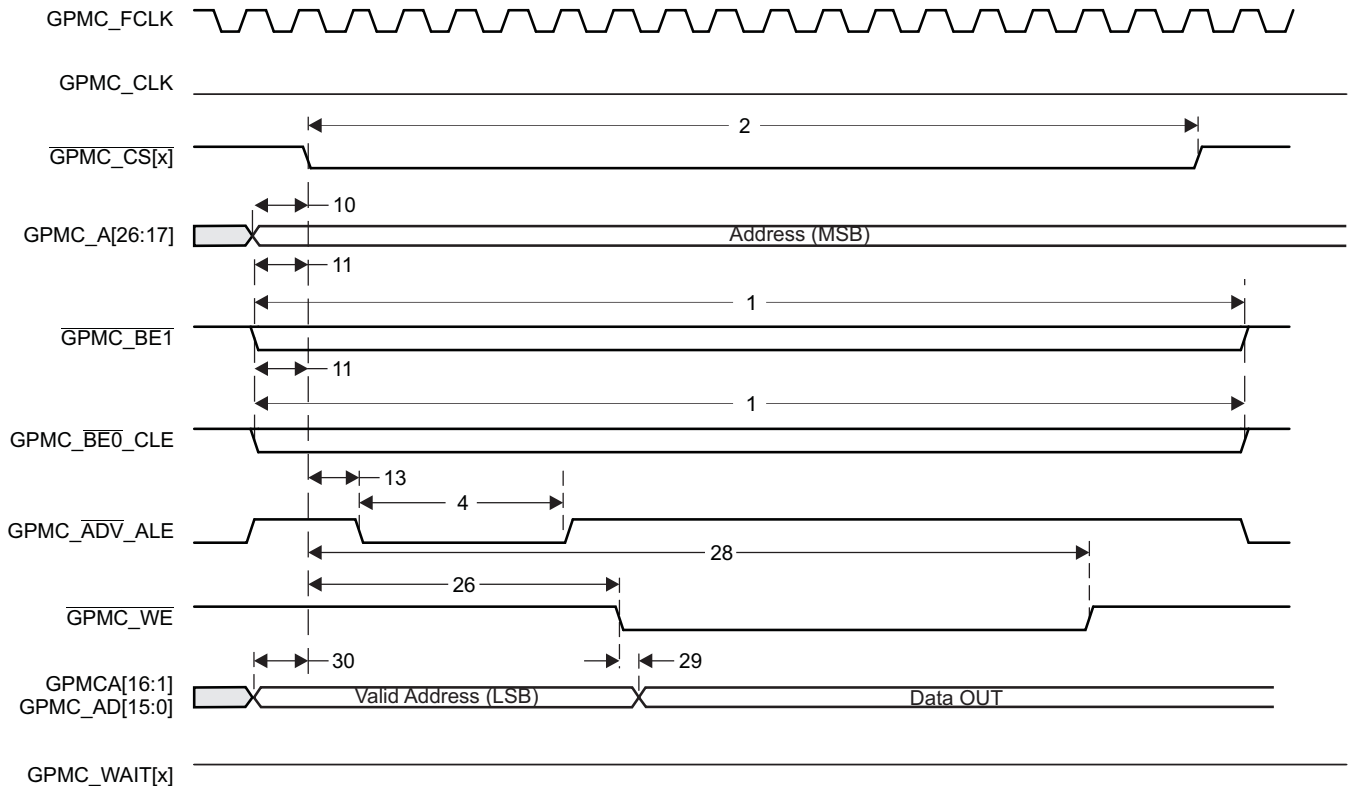 GPMC_FCLK
GPMC_CLK
2
GPMC_CS[x]
10
GPMC_A[26:17]
Address (MSB)
11
1
GPMC_BE1
11
1
GPMC_BE0_CLE
13
4
GPMC_ADV_ALE
28
26
GPMC_WE
30
29
GPMCA[16:1]
GPMC_AD[15:0]
Valid Address (LSB)
Data OUT
GPMC_WAIT[x]